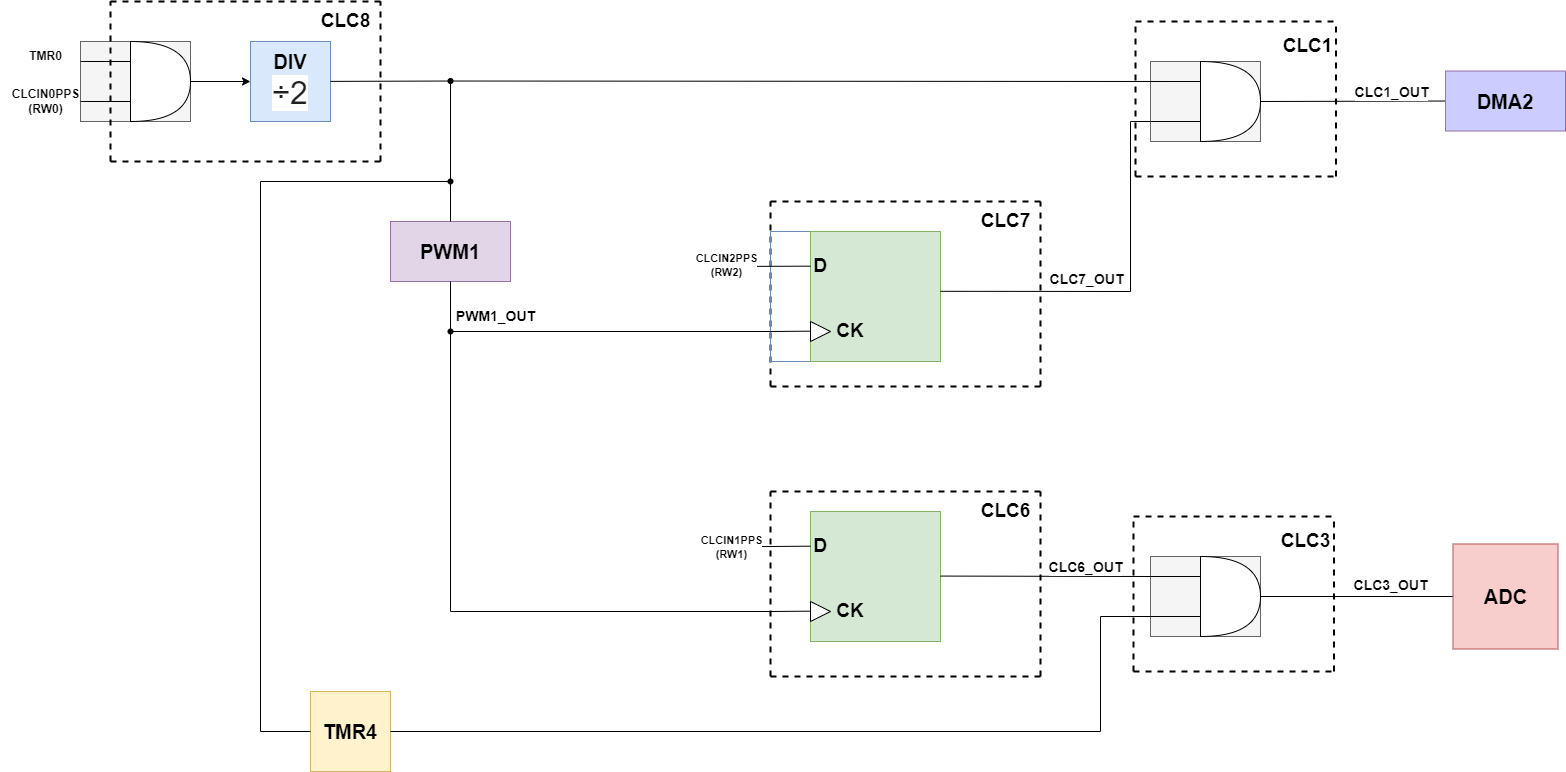 CLC8
TMR0
CLCIN0PPS
(RW0)
DIV
÷2
CLC1
CLC1_OUT
DMA2
PWM1
CLC7
CLCIN2PPS
(RW2)
D
CLC7_OUT
PWM1_OUT
CK
CLC6
CLCIN1PPS
(RW1)
D
CK
CLC6_OUT
CLC3
CLC3_OUT
ADC
TMR4